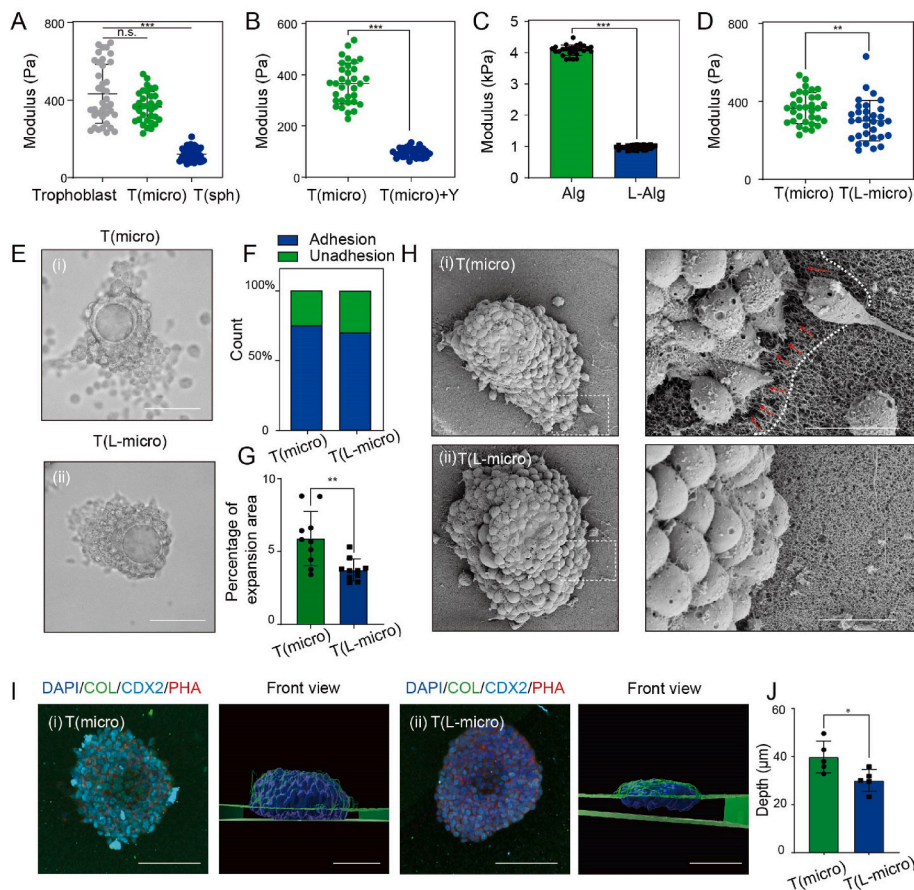 A
Modulus (Pa)
800
400
0
***
n.s.
Trophoblast T(micro) T(sph)
B
Modulus (Pa)
600
400
200
0
***
T(micro) T(micro)+Y
C
Modulus (kPa)
5
4
3
2
1
0
***
Alg L-Alg
D
Modulus (Pa)
800
400
0
**
T(micro) T(L-micro)
E
T(micro)
(i)
T(L-micro)
(ii)
F
Adhesion
Unadhesion
Count
100%
50%
T(micro)
T(L-micro)
G
Percentage of
expansion area
10
5
0
**
T(micro)
T(L-micro)
H
(i) T(micro)
(ii) T(L-micro)
I
DAPI/COL/CDX2/PHA
Front view
DAPI/COL/CDX2/PHA
Front view
(i) T(micro)
(ii) T(L-micro)
J
Depth (μm)
60
40
20
0
*
T(micro)
T(L-micro)